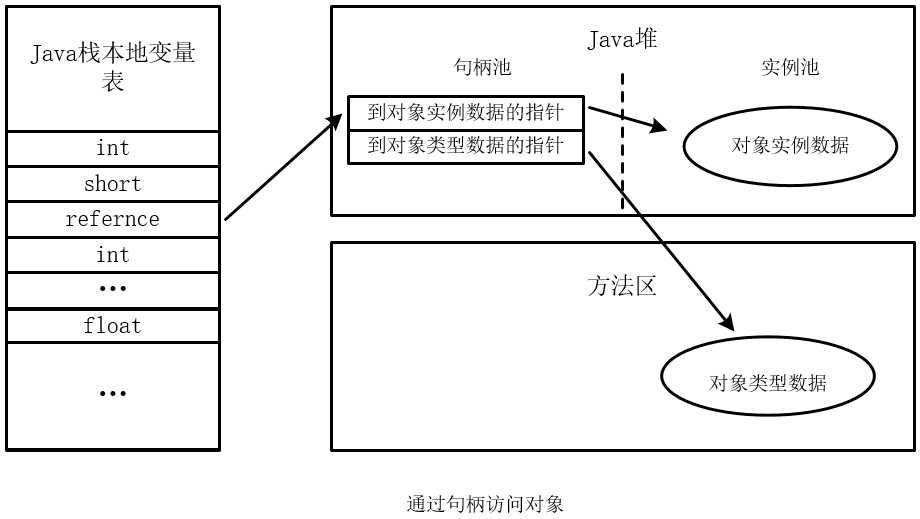 Java栈本地变量
表
int
short
refernce
int
...
float
...
Java堆
句柄池
实例池
到对象实例数据的指针
到对象类型数据的指针
对象实例数据
方法区
对象类型数据
通过句柄访问对象